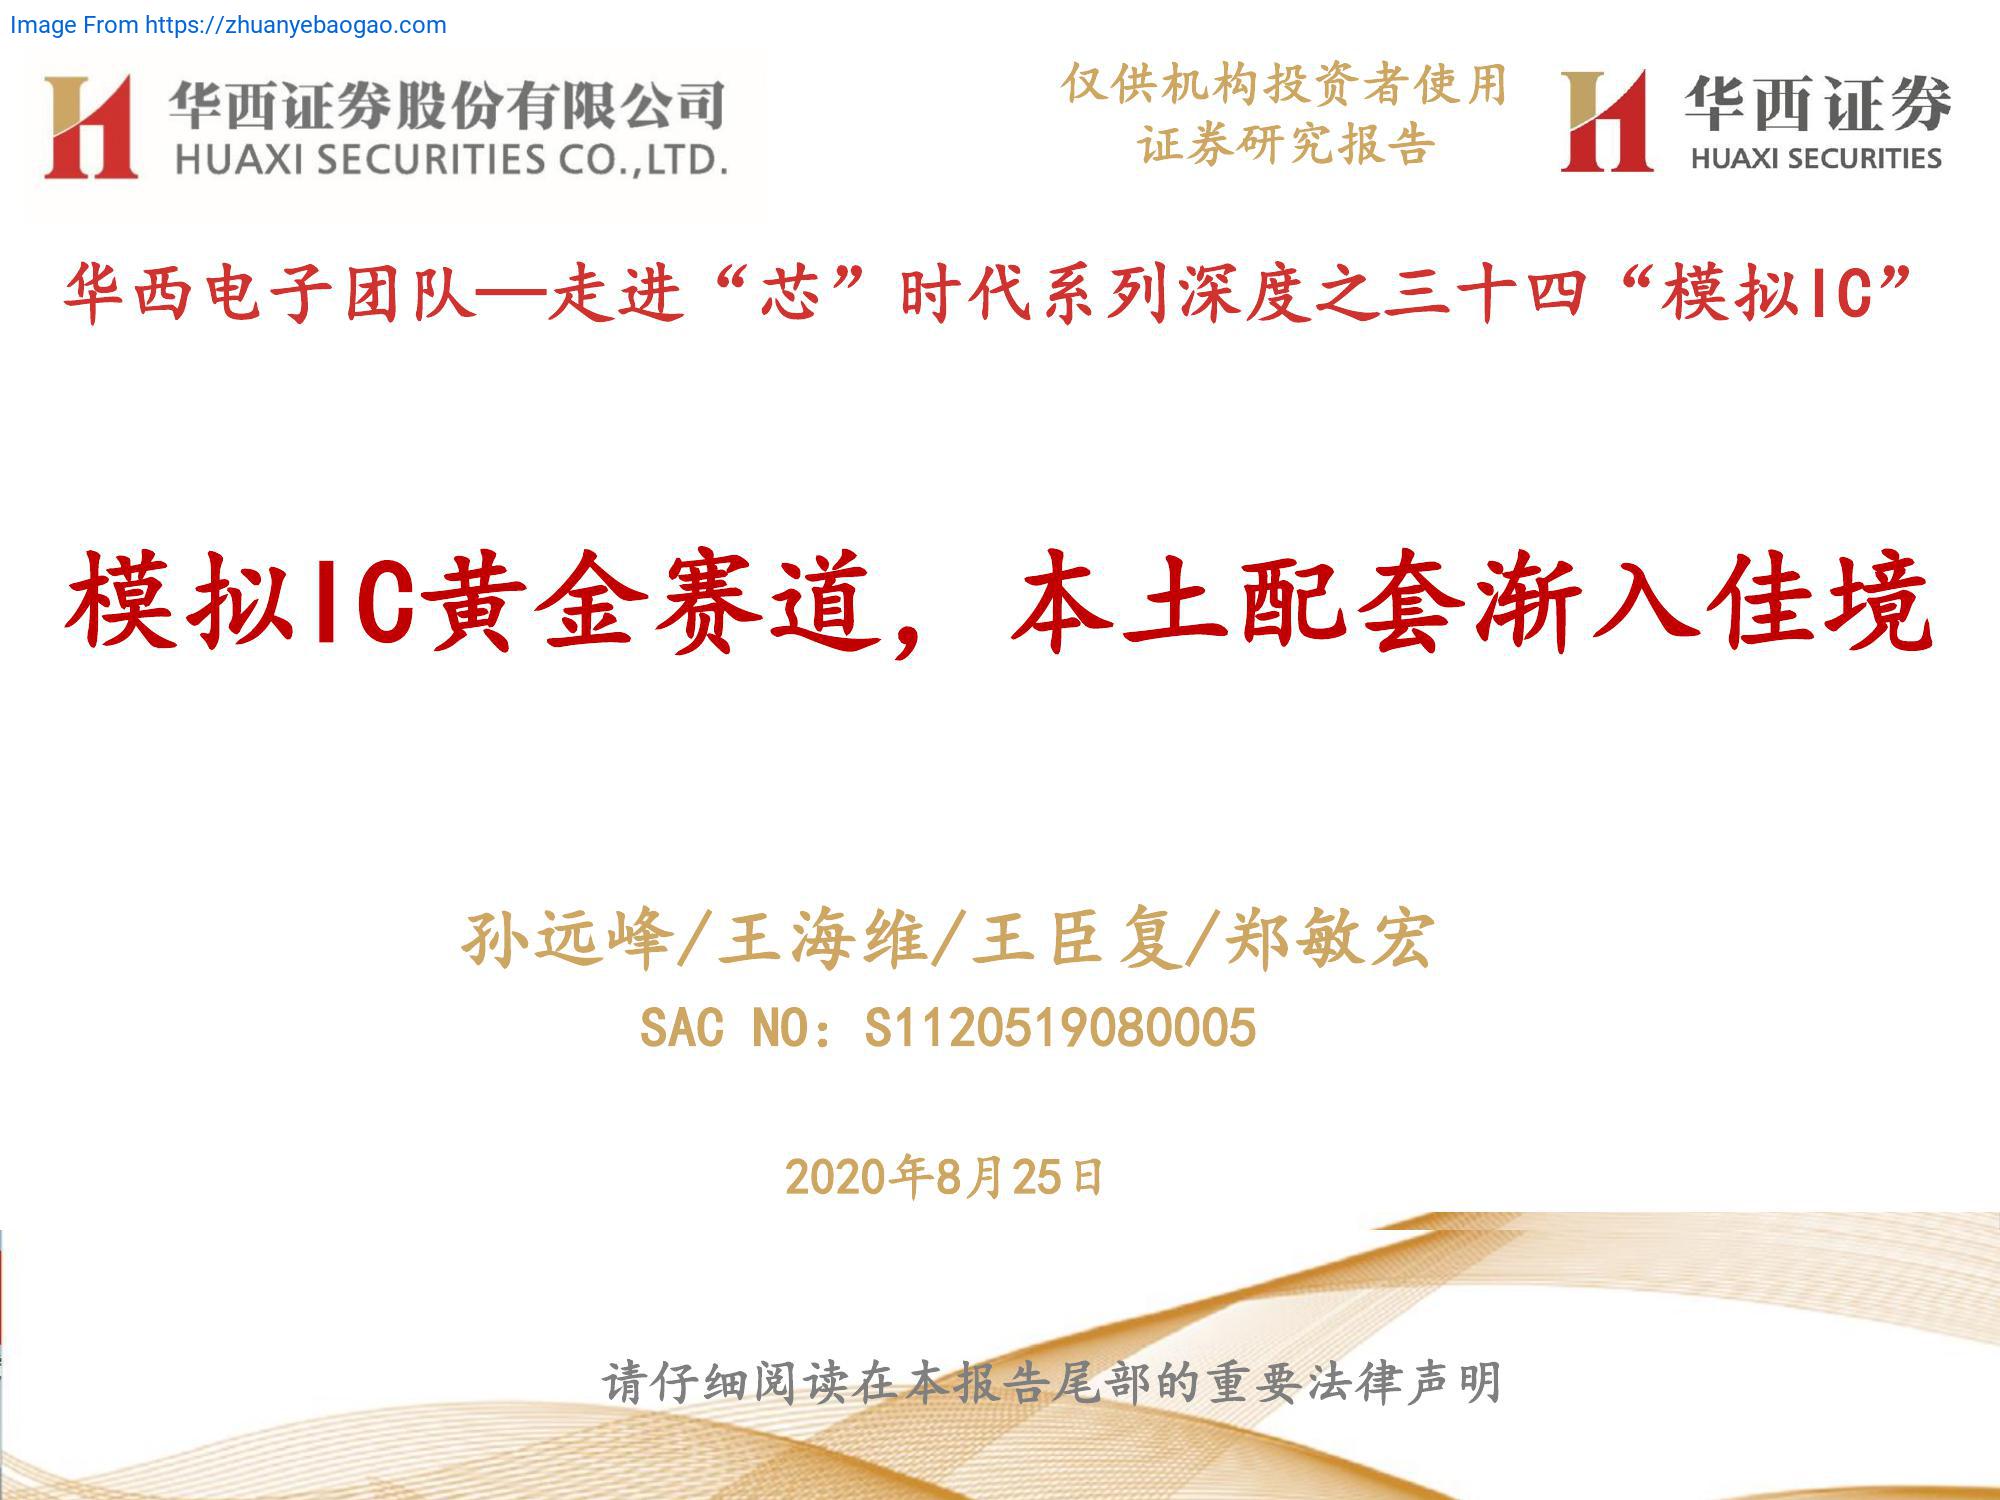 Image From https://zhuanyebaogao.com
华西证券股份有限公司
HUAXI SECURITIES CO.,LTD.
仅供机构投资者使用
证券研究报告
华西证券
HUAXI SECURITIES
华西电子团队—走进“芯”时代系列深度之三十四“模拟IC”
模拟IC黄金赛道，本土配套渐入佳境
孙远峰/王海维/王臣复/郑敏宏
SAC NO：S1120519080005
2020年8月25日
请仔细阅读在本报告尾部的重要法律声明